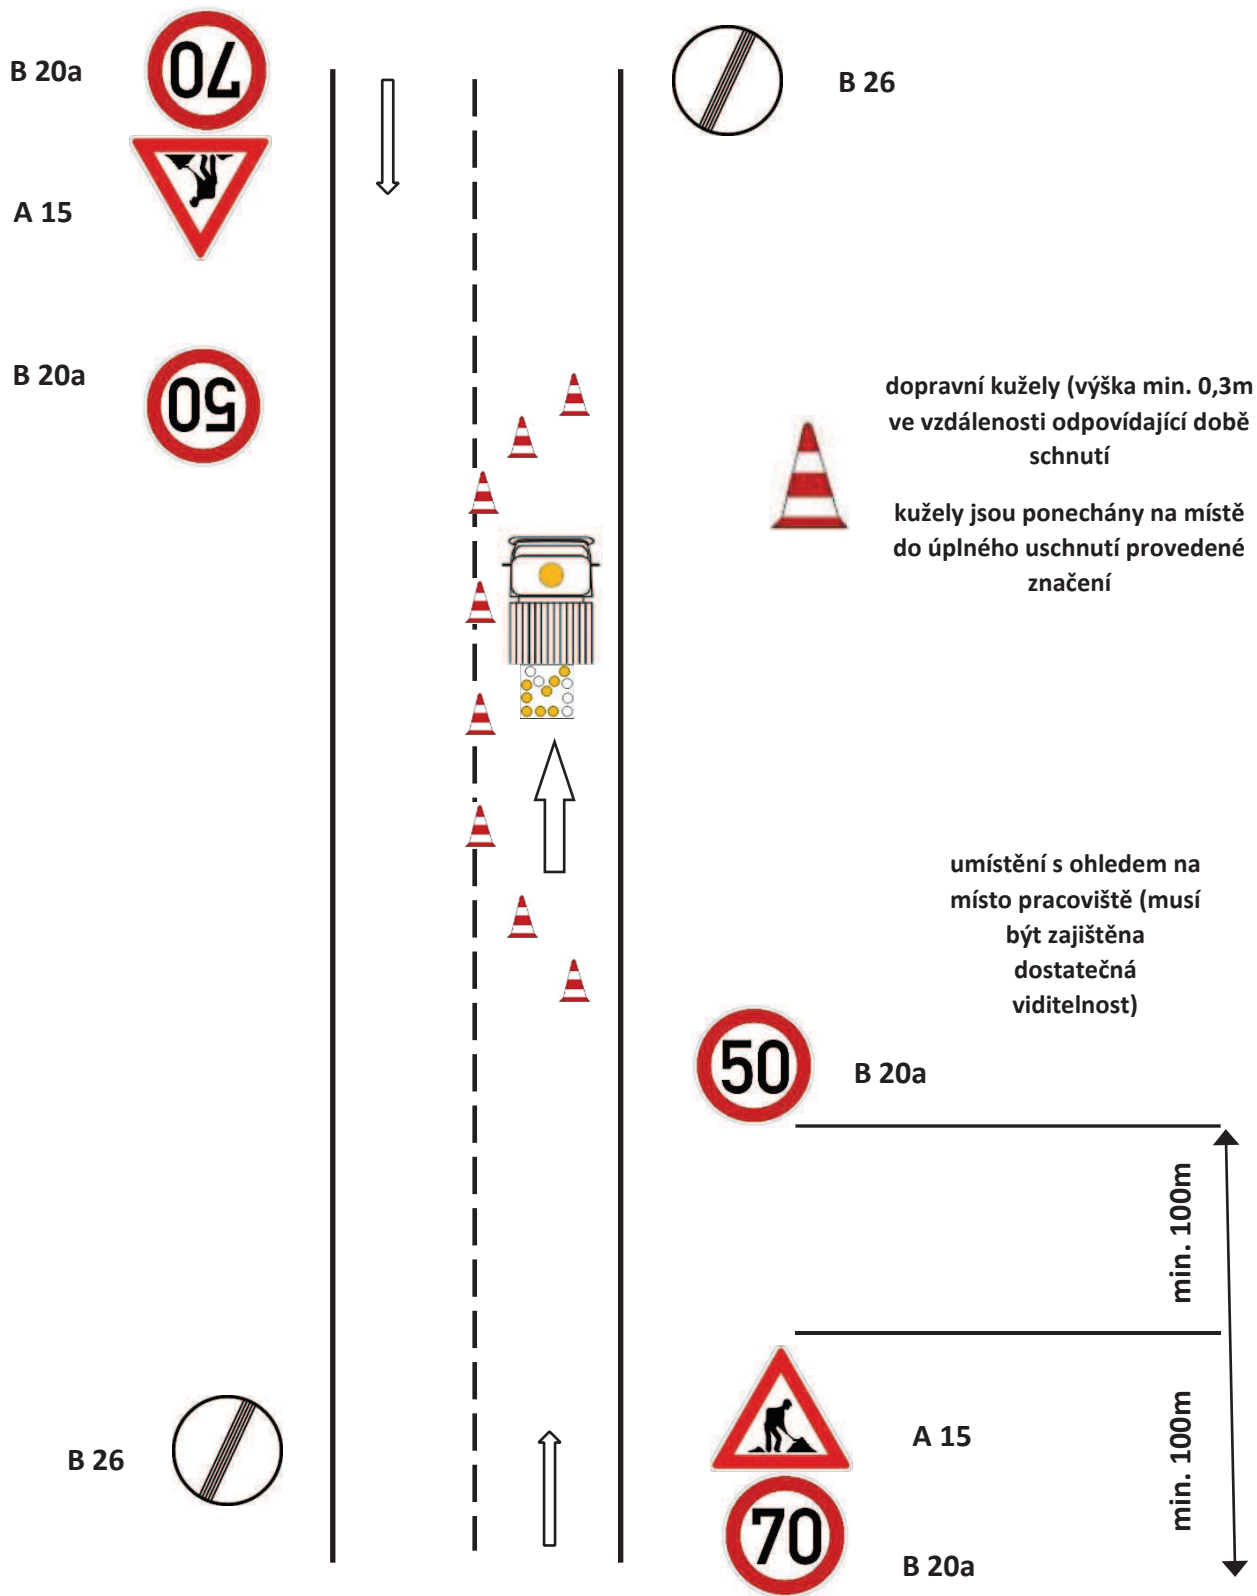 B 20a
70
B 26
A 15
B 20a
50
dopravní kužely (výška min. 0,3m
ve vzdálenosti odpovídající době
schnutí
kužely jsou ponechány na místě
do úplného uschnutí provedené
značení
umístění s ohledem na
místo pracoviště (musí
být zajištěna
dostatečná
viditelnost)
50
B 20a
min. 100m
A 15
B 26
min. 100m
70
B 20a